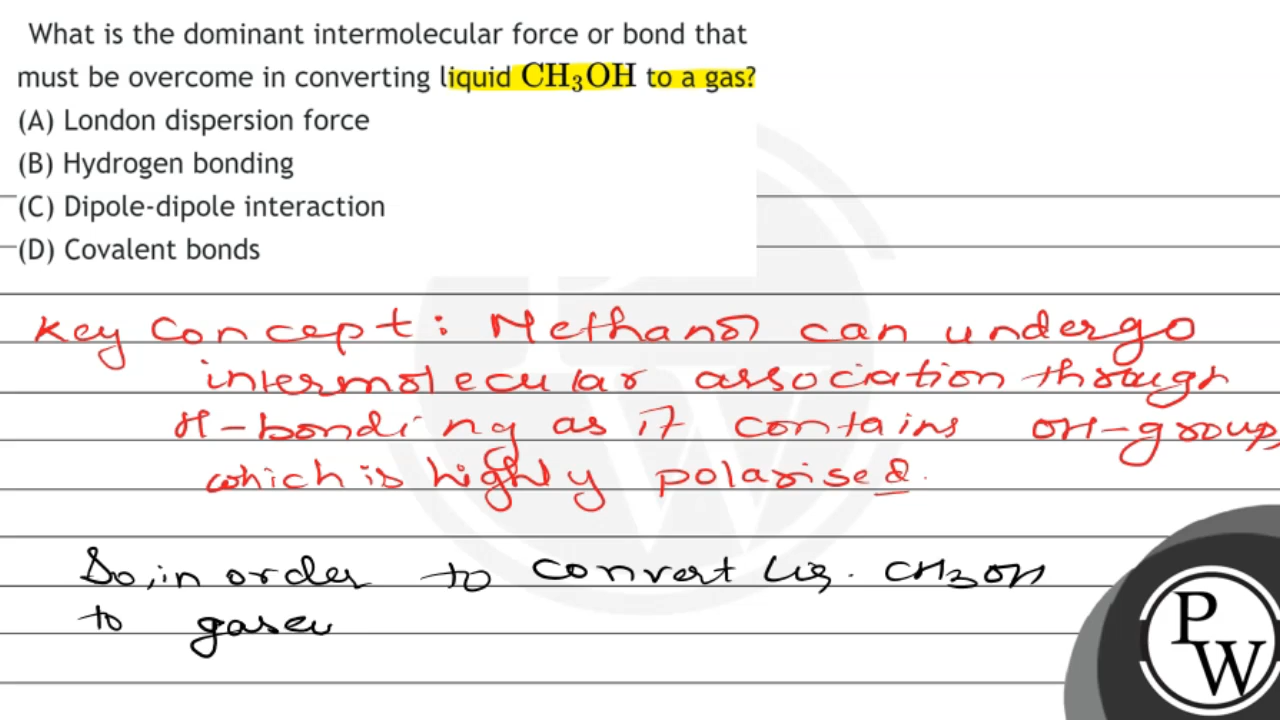 What is the dominant intermolecular force or bond that
must be overcome in converting liquid CH₃OH to a gas?
(A) London dispersion force
(B) Hydrogen bonding
(C) Dipole-dipole interaction
(D) Covalent bonds
Key Concept: Methanol can undergo
intermolecular association through
H-bonding as it contains OH-group,
which is highly polarised.
So, in order to convert liq. CH3OH
to gaseu
PW